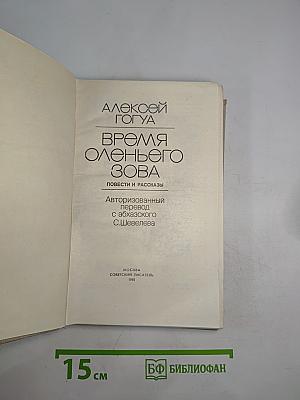 АЛЕКСЕЙ
ГОГУА
ВРЕМЯ
ОЛЕНЬЕГО
ЗОВА
ПОВЕСТИ И РАССКАЗЫ
Авторизованный
перевод
с абхазского
С.Шевелева
МОСКВА
СОВЕТСКИЙ ПИСАТЕЛЬ
15 см
БФ БИБЛИОФАН